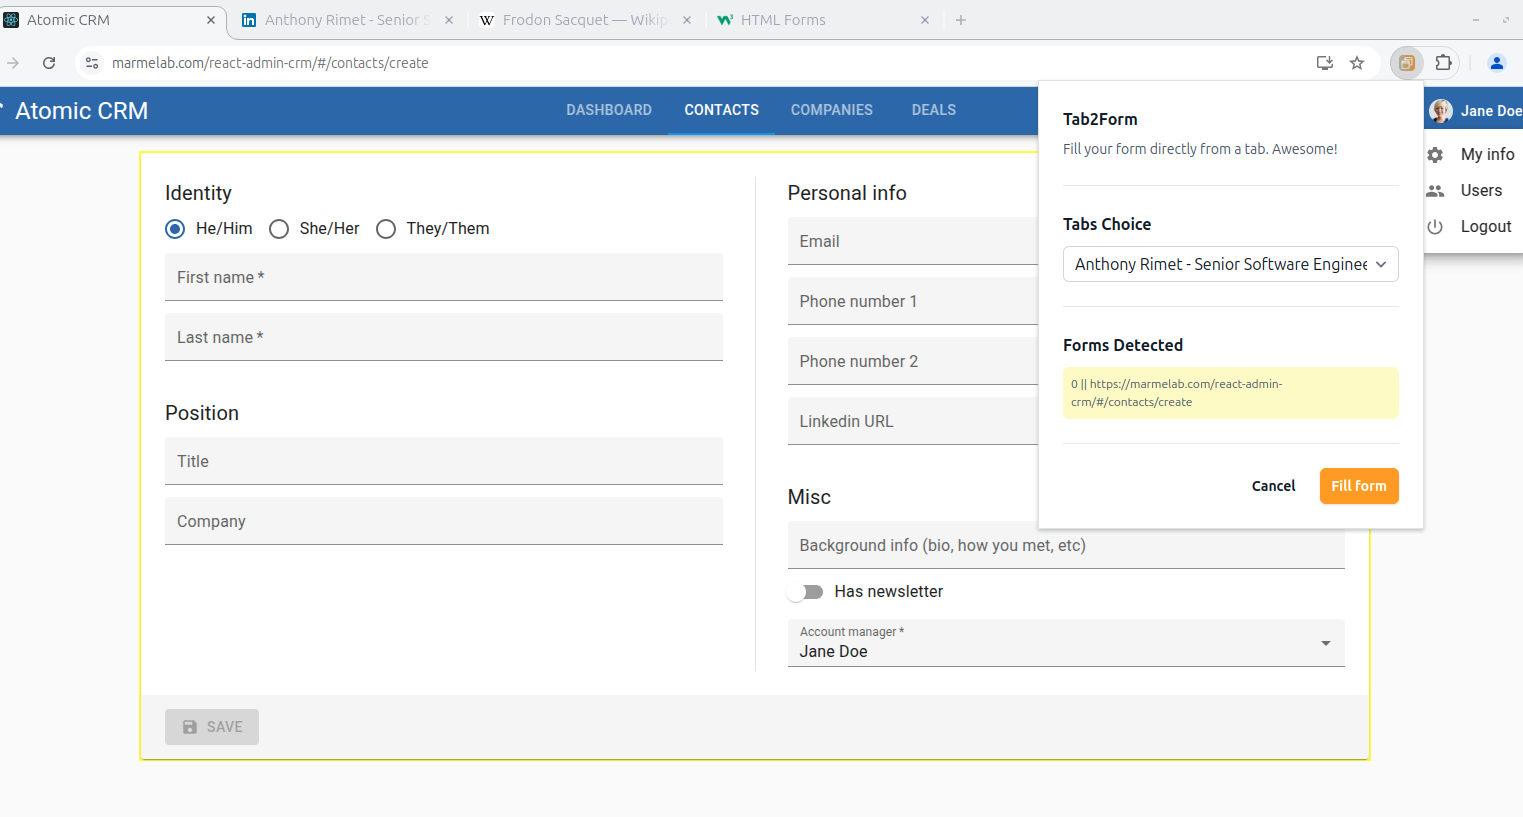 Atomic CRM
Anthony Rimet - Senior S
Frodon Sacquet — Wikip
HTML Forms
marmelab.com/react-admin-crm/#/contacts/create
Atomic CRM
DASHBOARD
CONTACTS
COMPANIES
DEALS
Jane Doe
My info
Users
Logout
Identity
He/Him
She/Her
They/Them
First name *
Last name *
Position
Title
Company
Personal info
Email
Phone number 1
Phone number 2
Linkedin URL
Misc
Background info (bio, how you met, etc)
Has newsletter
Account manager *
Jane Doe
SAVE
Tab2Form
Fill your form directly from a tab. Awesome!
Tabs Choice
Anthony Rimet - Senior Software Enginee
Forms Detected
0 || https://marmelab.com/react-admin-
crm/#/contacts/create
Cancel
Fill form